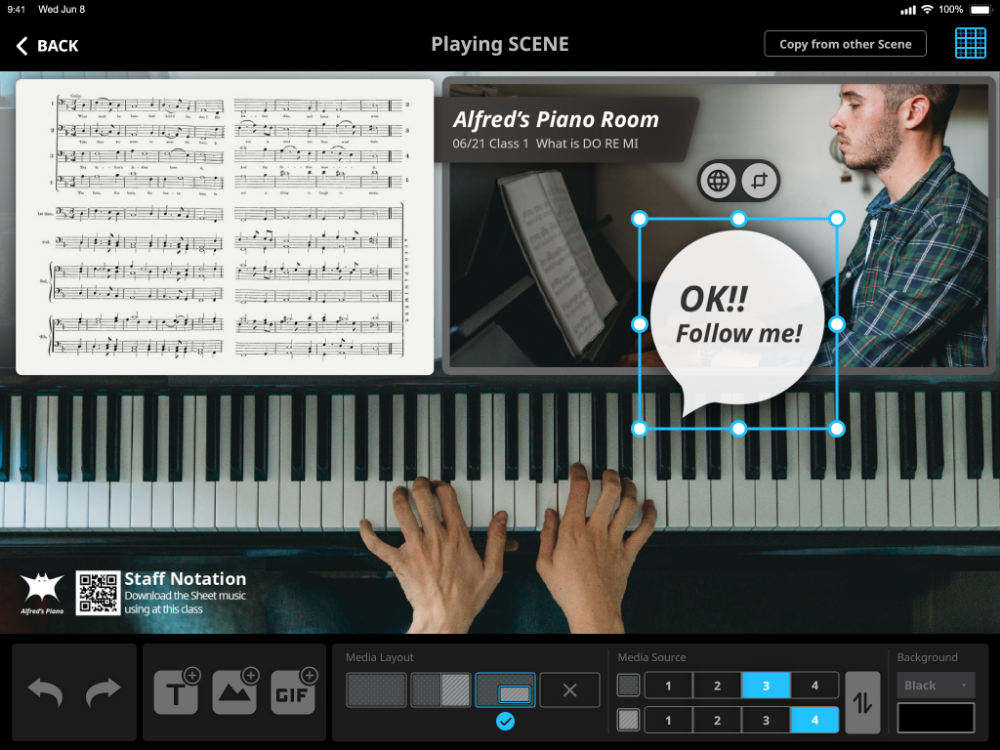 9:41 Wed Jun 8
100%
BACK
Playing SCENE
Copy from other Scene
Alfred's Piano Room
06/21 Class 1 What is DO RE MI
OK!!
Follow me!
Alfred's Piano
Staff Notation
Download the Sheet music
using at this class
T
GIF
Media Layout
Media Source
1 2 3 4
1 2 3 4
Background
Black